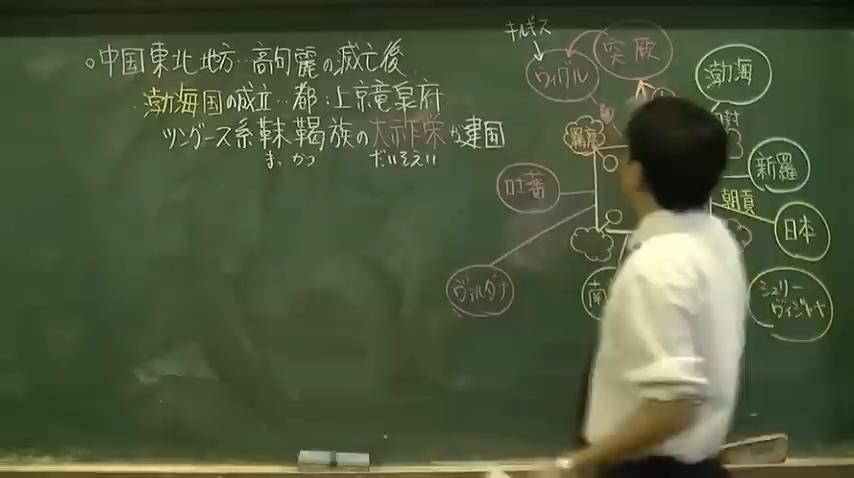 。中国東北地方…高句麗の滅亡後
渤海国の成立…都：上京竜泉府
ツングース系靺鞨族の大祚栄が建国
まっかつ
だいそえい
キルギス
ウイグル
突厥
渤海
吐蕃
新羅
朝貢
日本
ヴァルダナ
南
シュリー
ヴィジャヤ